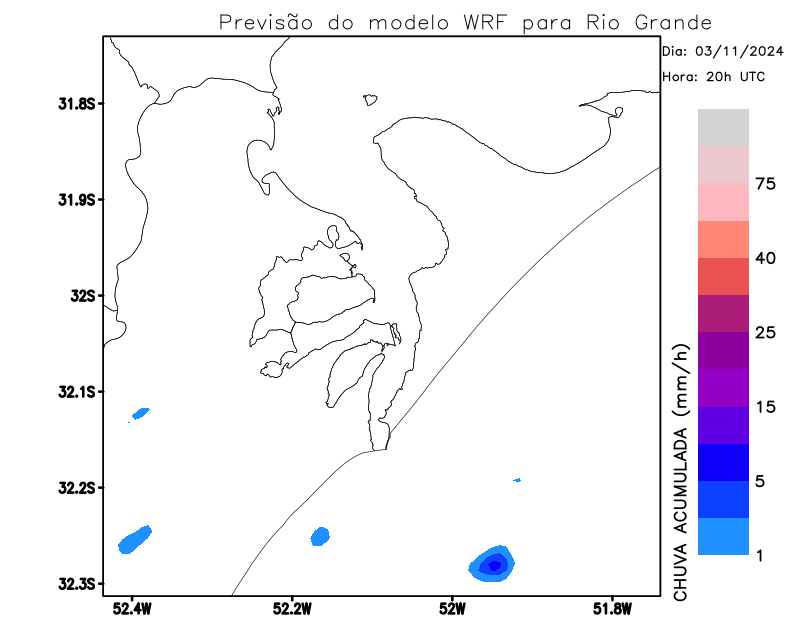 Previsão do modelo WRF para Rio Grande
Dia: 03/11/2024
Hora: 20h UTC
31.8S
31.9S
32S
32.1S
32.2S
32.3S
52.4W
52.2W
52W
51.8W
75
40
25
15
5
1
CHUVA ACUMULADA (mm/h)